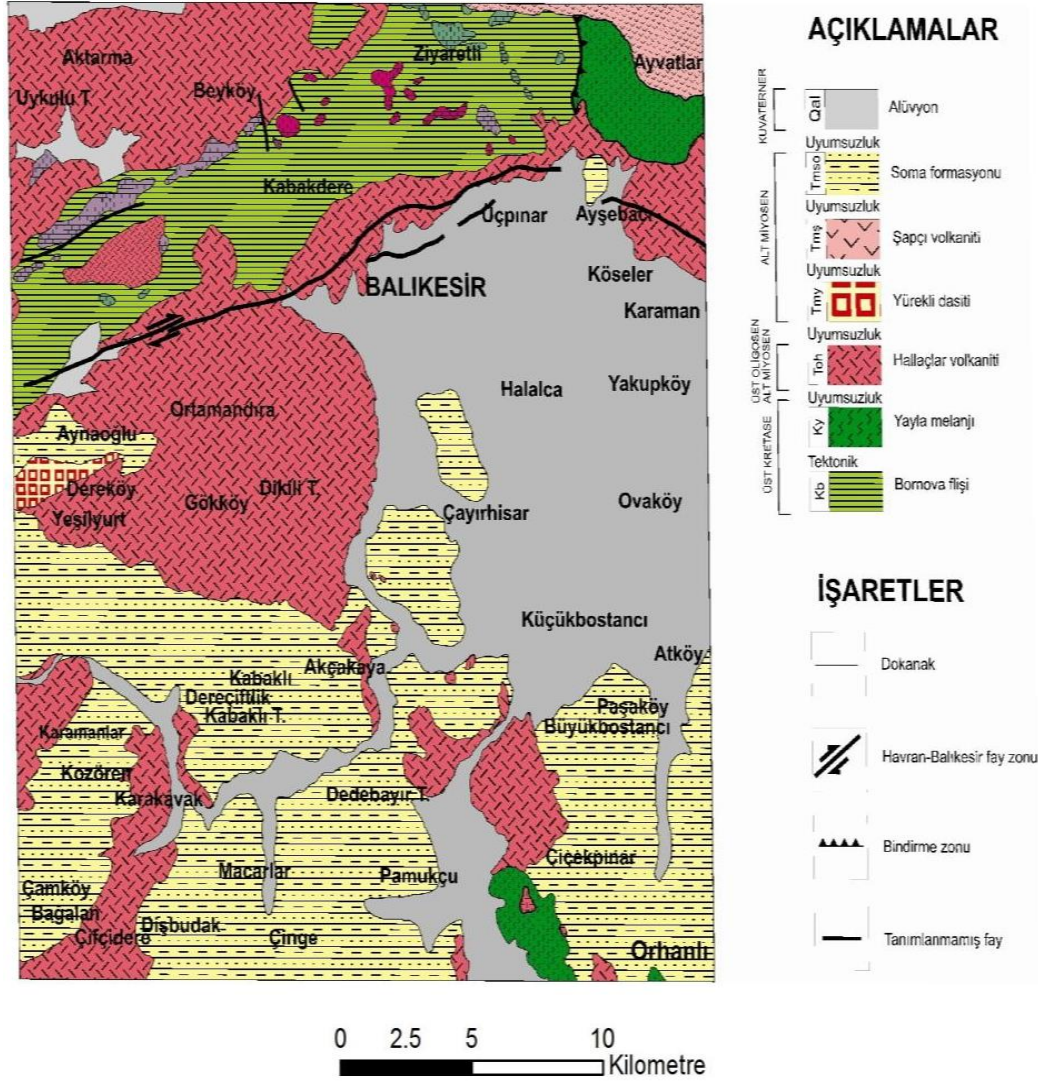 Aktarma
Ziyaretli
Ayvatlar
Uykulu T.
Beyköy
Kabakdere
Üçpınar
Ayşebacı
BALIKESİR
Köseler
Karaman
Halalca
Yakupköy
Ortamandıra
Aynaoğlu
Dereköy
Dikili T.
Gökköy
Yeşilyurt
Çayırhisar
Ovaköy
Küçükbostancı
Atköy
Akçakaya
Kabaklı
Dereçiftlik
Kabaklı T.
Paşaköy
Büyükbostancı
Karamanlar
Kozören
Karakavak
Dedebayır T.
Çiçekpınar
Macarlar
Pamukçu
Çamköy
Bağalan
Dişbudak
Çifçidere
Çinge
Orhanlı
0 2.5 5 10
Kilometre
AÇIKLAMALAR
KUVATERNER
Qal
Alüvyon
Uyumsuzluk
ALT MİYOSEN
Tmso
Soma formasyonu
Uyumsuzluk
Tmş
Şapçı volkaniti
Uyumsuzluk
Tmy
Yürekli dasiti
Uyumsuzluk
ÜST OLİGOSEN
ALT MİYOSEN
Toh
Hallaçlar volkaniti
Uyumsuzluk
ÜST KRETASE
Ky
Yayla melanjı
Tektonik
Kb
Bornova flişi
İŞARETLER
Dokanak
Havran-Balıkesir fay zonu
Bindirme zonu
Tanımlanmamış fay